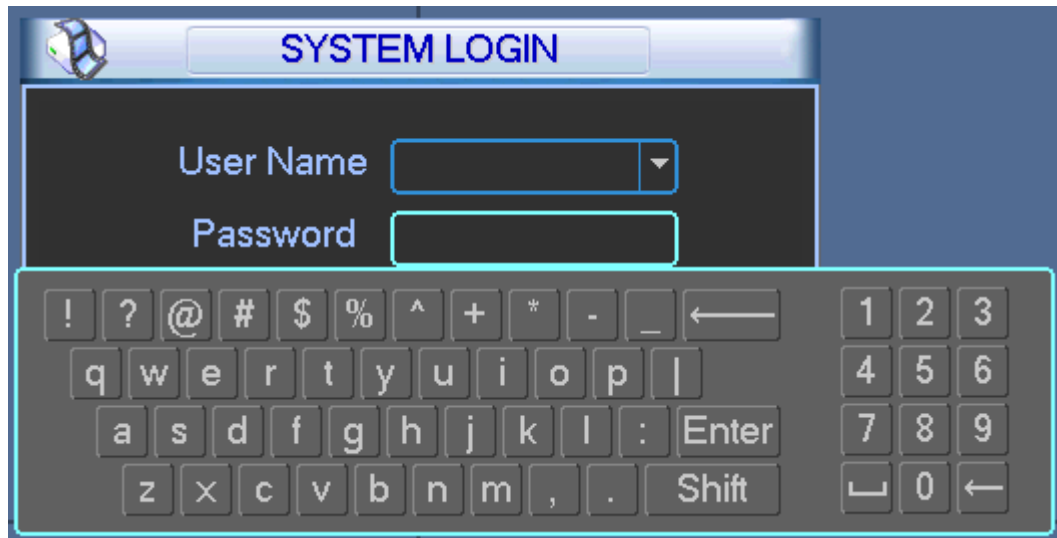 SYSTEM LOGIN
User Name
Password
! ? @ # $ % ^ + * - _ ← 1 2 3
q w e r t y u i o p | 4 5 6
a s d f g h j k l : Enter 7 8 9
z x c v b n m , . Shift 0 ←